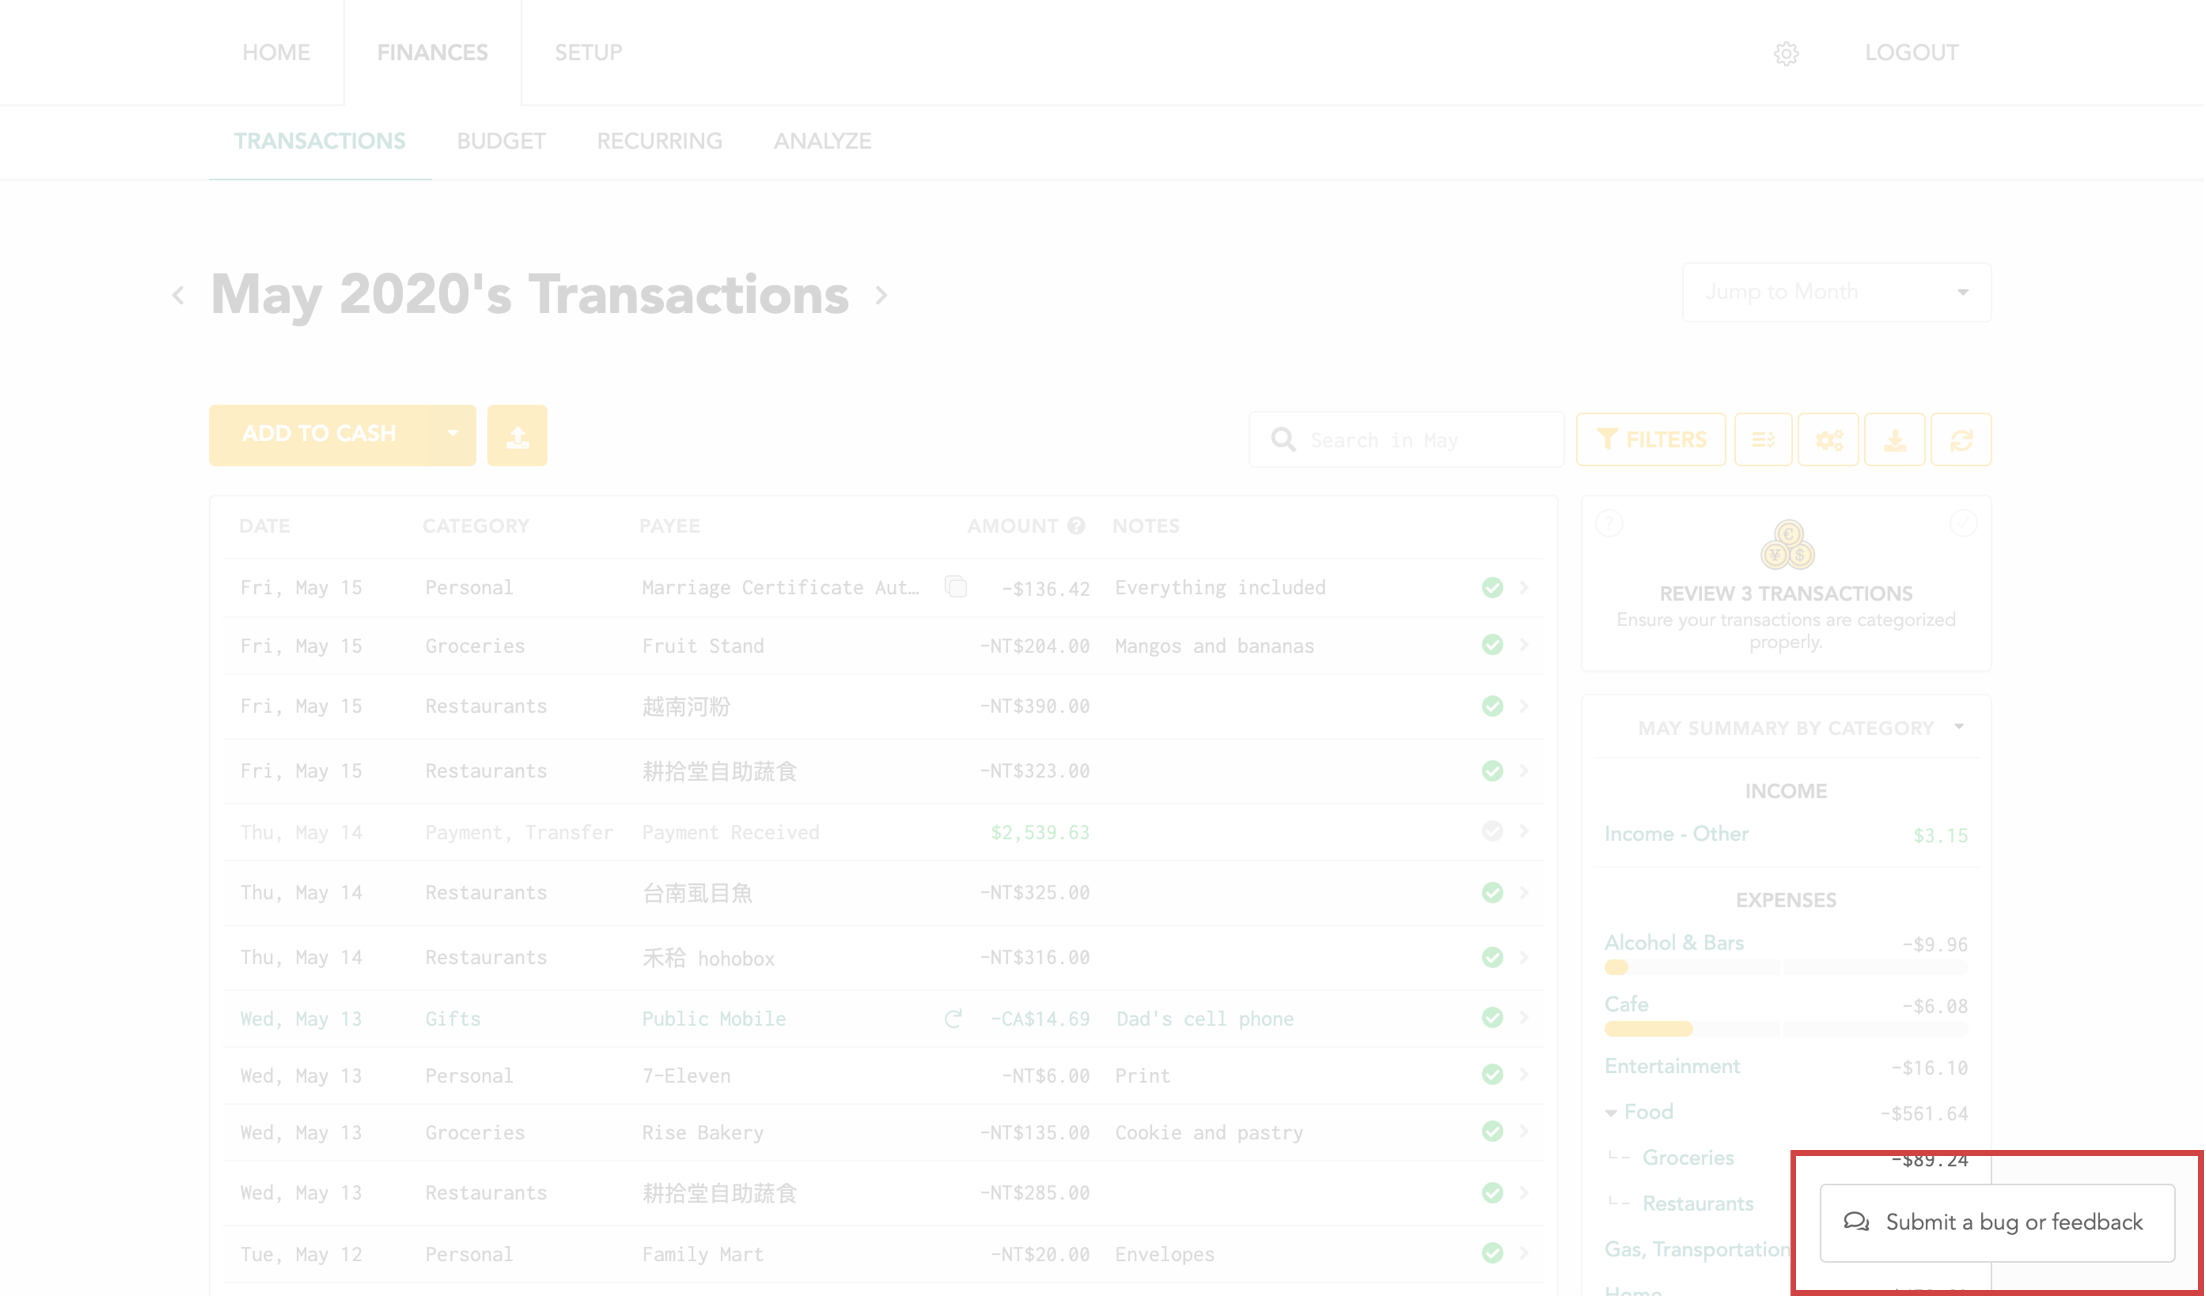 HOME FINANCES SETUP LOGOUT
TRANSACTIONS BUDGET RECURRING ANALYZE
May 2020's Transactions
Jump to Month
ADD TO CASH
Search in May
FILTERS
DATE CATEGORY PAYEE AMOUNT ? NOTES
Fri, May 15 Personal Marriage Certificate Aut… -$136.42 Everything included
Fri, May 15 Groceries Fruit Stand -NT$204.00 Mangos and bananas
Fri, May 15 Restaurants 越南河粉 -NT$390.00
Fri, May 15 Restaurants 耕拾堂自助蔬食 -NT$323.00
Thu, May 14 Payment, Transfer Payment Received $2,539.63
Thu, May 14 Restaurants 台南虱目魚 -NT$325.00
Thu, May 14 Restaurants 禾秴 hohobox -NT$316.00
Wed, May 13 Gifts Public Mobile -CA$14.69 Dad's cell phone
Wed, May 13 Personal 7-Eleven -NT$6.00 Print
Wed, May 13 Groceries Rise Bakery -NT$135.00 Cookie and pastry
Wed, May 13 Restaurants 耕拾堂自助蔬食 -NT$285.00
Tue, May 12 Personal Family Mart -NT$20.00 Envelopes
?
€
¥ $
REVIEW 3 TRANSACTIONS
Ensure your transactions are categorized
properly.
MAY SUMMARY BY CATEGORY
INCOME
Income - Other $3.15
EXPENSES
Alcohol & Bars -$9.96
Cafe -$6.08
Entertainment -$16.10
Food -$561.64
Groceries -$89.24
Restaurants
Gas, Transportation
Home
Submit a bug or feedback